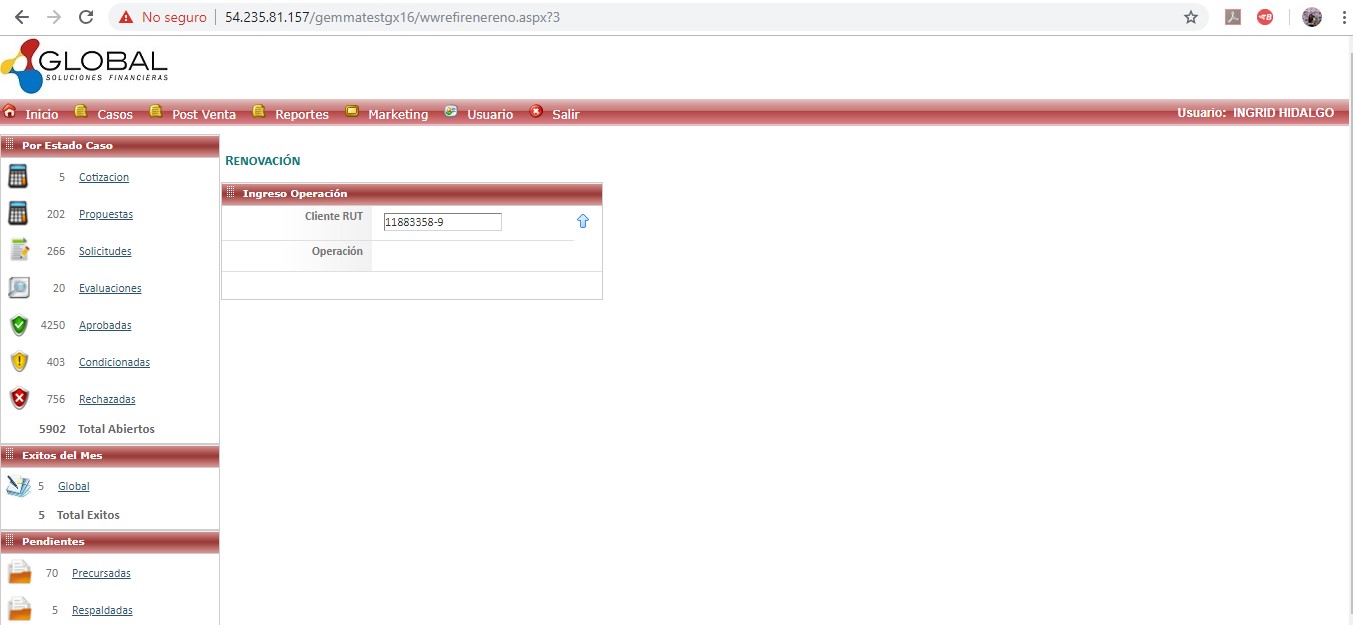 No seguro | 54.235.81.157/gemmatestgx16/wwrefirenereno.aspx?3
GLOBAL
SOLUCIONES FINANCIERAS
Inicio Casos Post Venta Reportes Marketing Usuario Salir Usuario: INGRID HIDALGO
Por Estado Caso
5 Cotizacion
202 Propuestas
266 Solicitudes
20 Evaluaciones
4250 Aprobadas
403 Condicionadas
756 Rechazadas
5902 Total Abiertos
Exitos del Mes
5 Global
5 Total Exitos
Pendientes
70 Precursadas
5 Respaldadas
RENOVACIÓN
Ingreso Operación
Cliente RUT 11883358-9
Operación